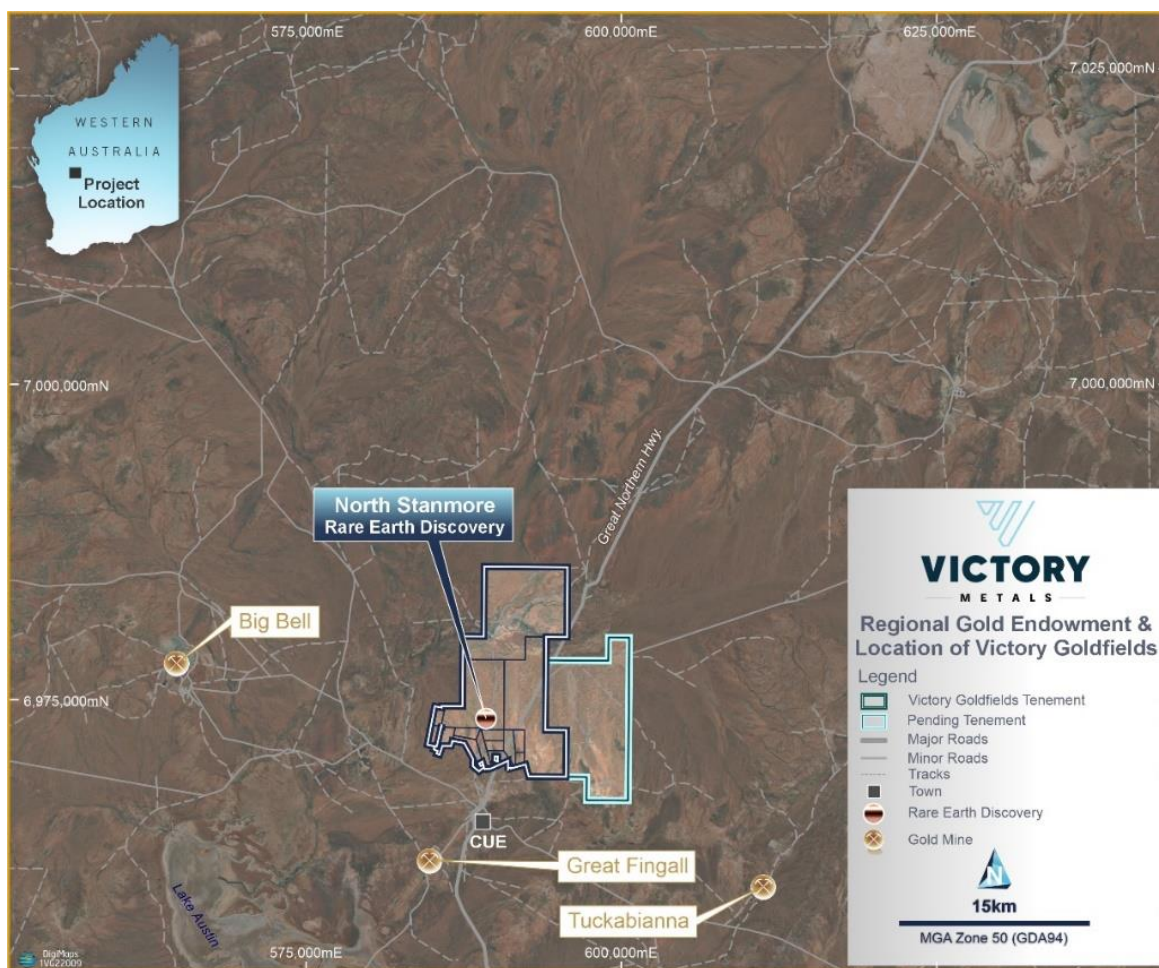 575,000mE
600,000mE
625,000mE
7,025,000mN
WESTERN
AUSTRALIA
Project
Location
7,000,000mN
7,000,000mN
Great Northern Hwy.
North Stanmore
Rare Earth Discovery
Big Bell
6,975,000mN
CUE
Great Fingall
Tuckabianna
Lake Austin
575,000mE
600,000mE
DigiMaps
1VG22009
VICTORY
METALS
Regional Gold Endowment &
Location of Victory Goldfields
Legend
Victory Goldfields Tenement
Pending Tenement
Major Roads
Minor Roads
Tracks
Town
Rare Earth Discovery
Gold Mine
N
15km
MGA Zone 50 (GDA94)